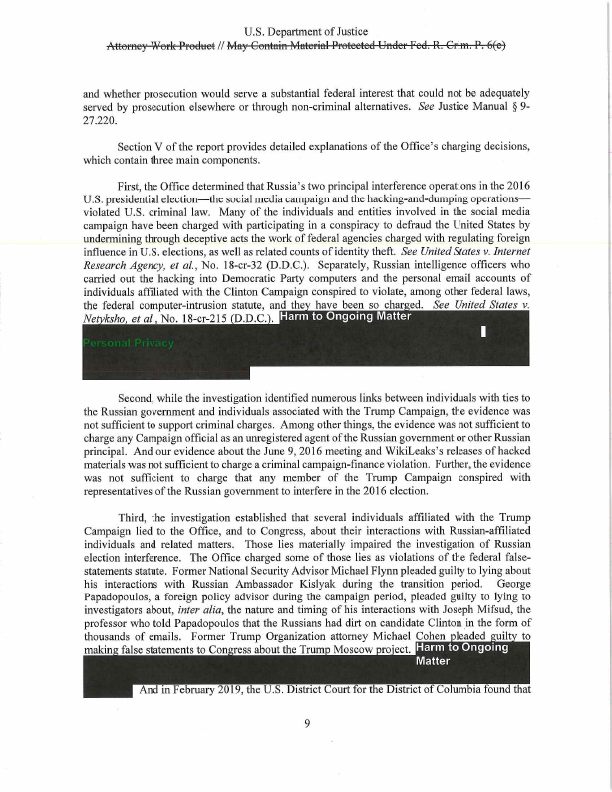 U.S. Department of Justice
Attorney Work Product // May Contain Material Protected Under Fed. R. Crim. P. 6(e)
and whether prosecution would serve a substantial federal interest that could not be adequately
served by prosecution elsewhere or through non-criminal alternatives. See Justice Manual § 9-
27.220.
Section V of the report provides detailed explanations of the Office's charging decisions,
which contain three main components.
First, the Office determined that Russia's two principal interference operations in the 2016
U.S. presidential election—the social media campaign and the hacking-and-dumping operations—
violated U.S. criminal law. Many of the individuals and entities involved in the social media
campaign have been charged with participating in a conspiracy to defraud the United States by
undermining through deceptive acts the work of federal agencies charged with regulating foreign
influence in U.S. elections, as well as related counts of identity theft. See United States v. Internet
Research Agency, et al., No. 18-cr-32 (D.D.C.). Separately, Russian intelligence officers who
carried out the hacking into Democratic Party computers and the personal email accounts of
individuals affiliated with the Clinton Campaign conspired to violate, among other federal laws,
the federal computer-intrusion statute, and they have been so charged. See United States v.
Netyksho, et al., No. 18-cr-215 (D.D.C.). Harm to Ongoing Matter
Personal Privacy
Second, while the investigation identified numerous links between individuals with ties to
the Russian government and individuals associated with the Trump Campaign, the evidence was
not sufficient to support criminal charges. Among other things, the evidence was not sufficient to
charge any Campaign official as an unregistered agent of the Russian government or other Russian
principal. And our evidence about the June 9, 2016 meeting and WikiLeaks's releases of hacked
materials was not sufficient to charge a criminal campaign-finance violation. Further, the evidence
was not sufficient to charge that any member of the Trump Campaign conspired with
representatives of the Russian government to interfere in the 2016 election.
Third, the investigation established that several individuals affiliated with the Trump
Campaign lied to the Office, and to Congress, about their interactions with Russian-affiliated
individuals and related matters. Those lies materially impaired the investigation of Russian
election interference. The Office charged some of those lies as violations of the federal false-
statements statute. Former National Security Advisor Michael Flynn pleaded guilty to lying about
his interactions with Russian Ambassador Kislyak during the transition period. George
Papadopoulos, a foreign policy advisor during the campaign period, pleaded guilty to lying to
investigators about, inter alia, the nature and timing of his interactions with Joseph Mifsud, the
professor who told Papadopoulos that the Russians had dirt on candidate Clinton in the form of
thousands of emails. Former Trump Organization attorney Michael Cohen pleaded guilty to
making false statements to Congress about the Trump Moscow project. Harm to Ongoing
Matter
And in February 2019, the U.S. District Court for the District of Columbia found that
9